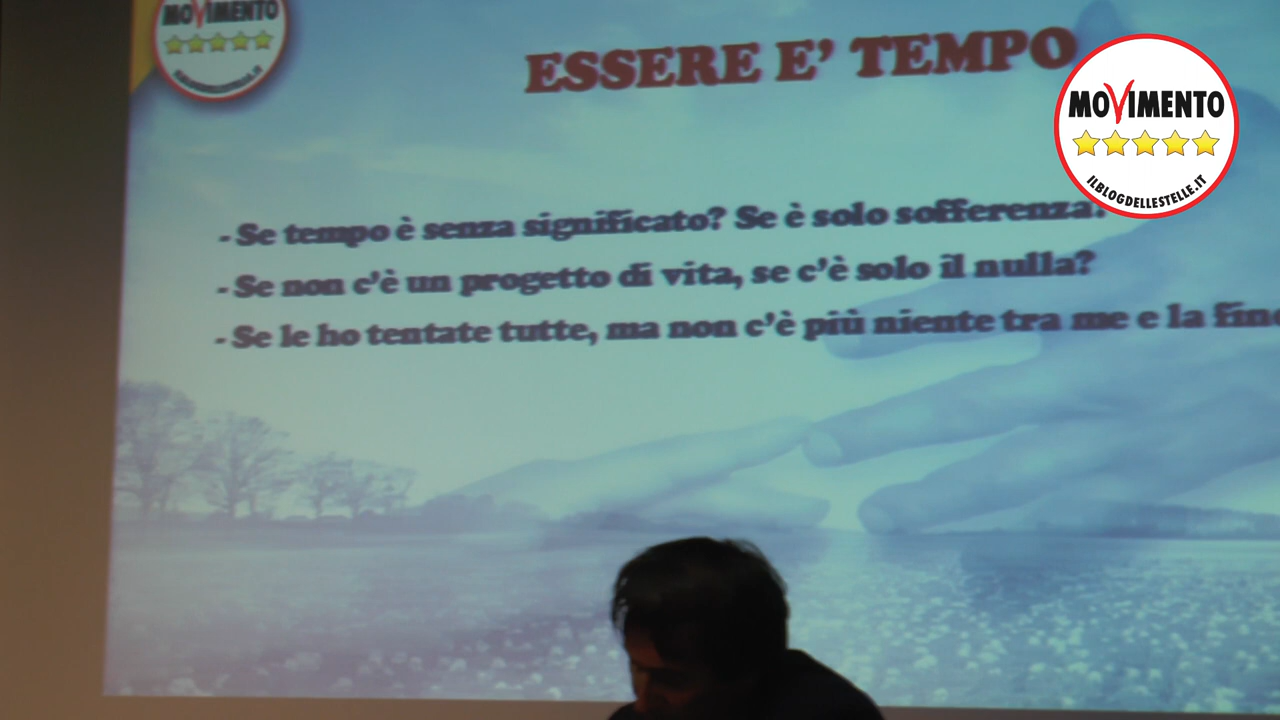 MOVIMENTO
ESSERE E' TEMPO
MOVIMENTO
ILBLOGDELLESTELLE.IT
- Se tempo è senza significato? Se è solo sofferenza?
- Se non c'è un progetto di vita, se c'è solo il nulla?
- Se le ho tentate tutte, ma non c'è più niente tra me e la fine